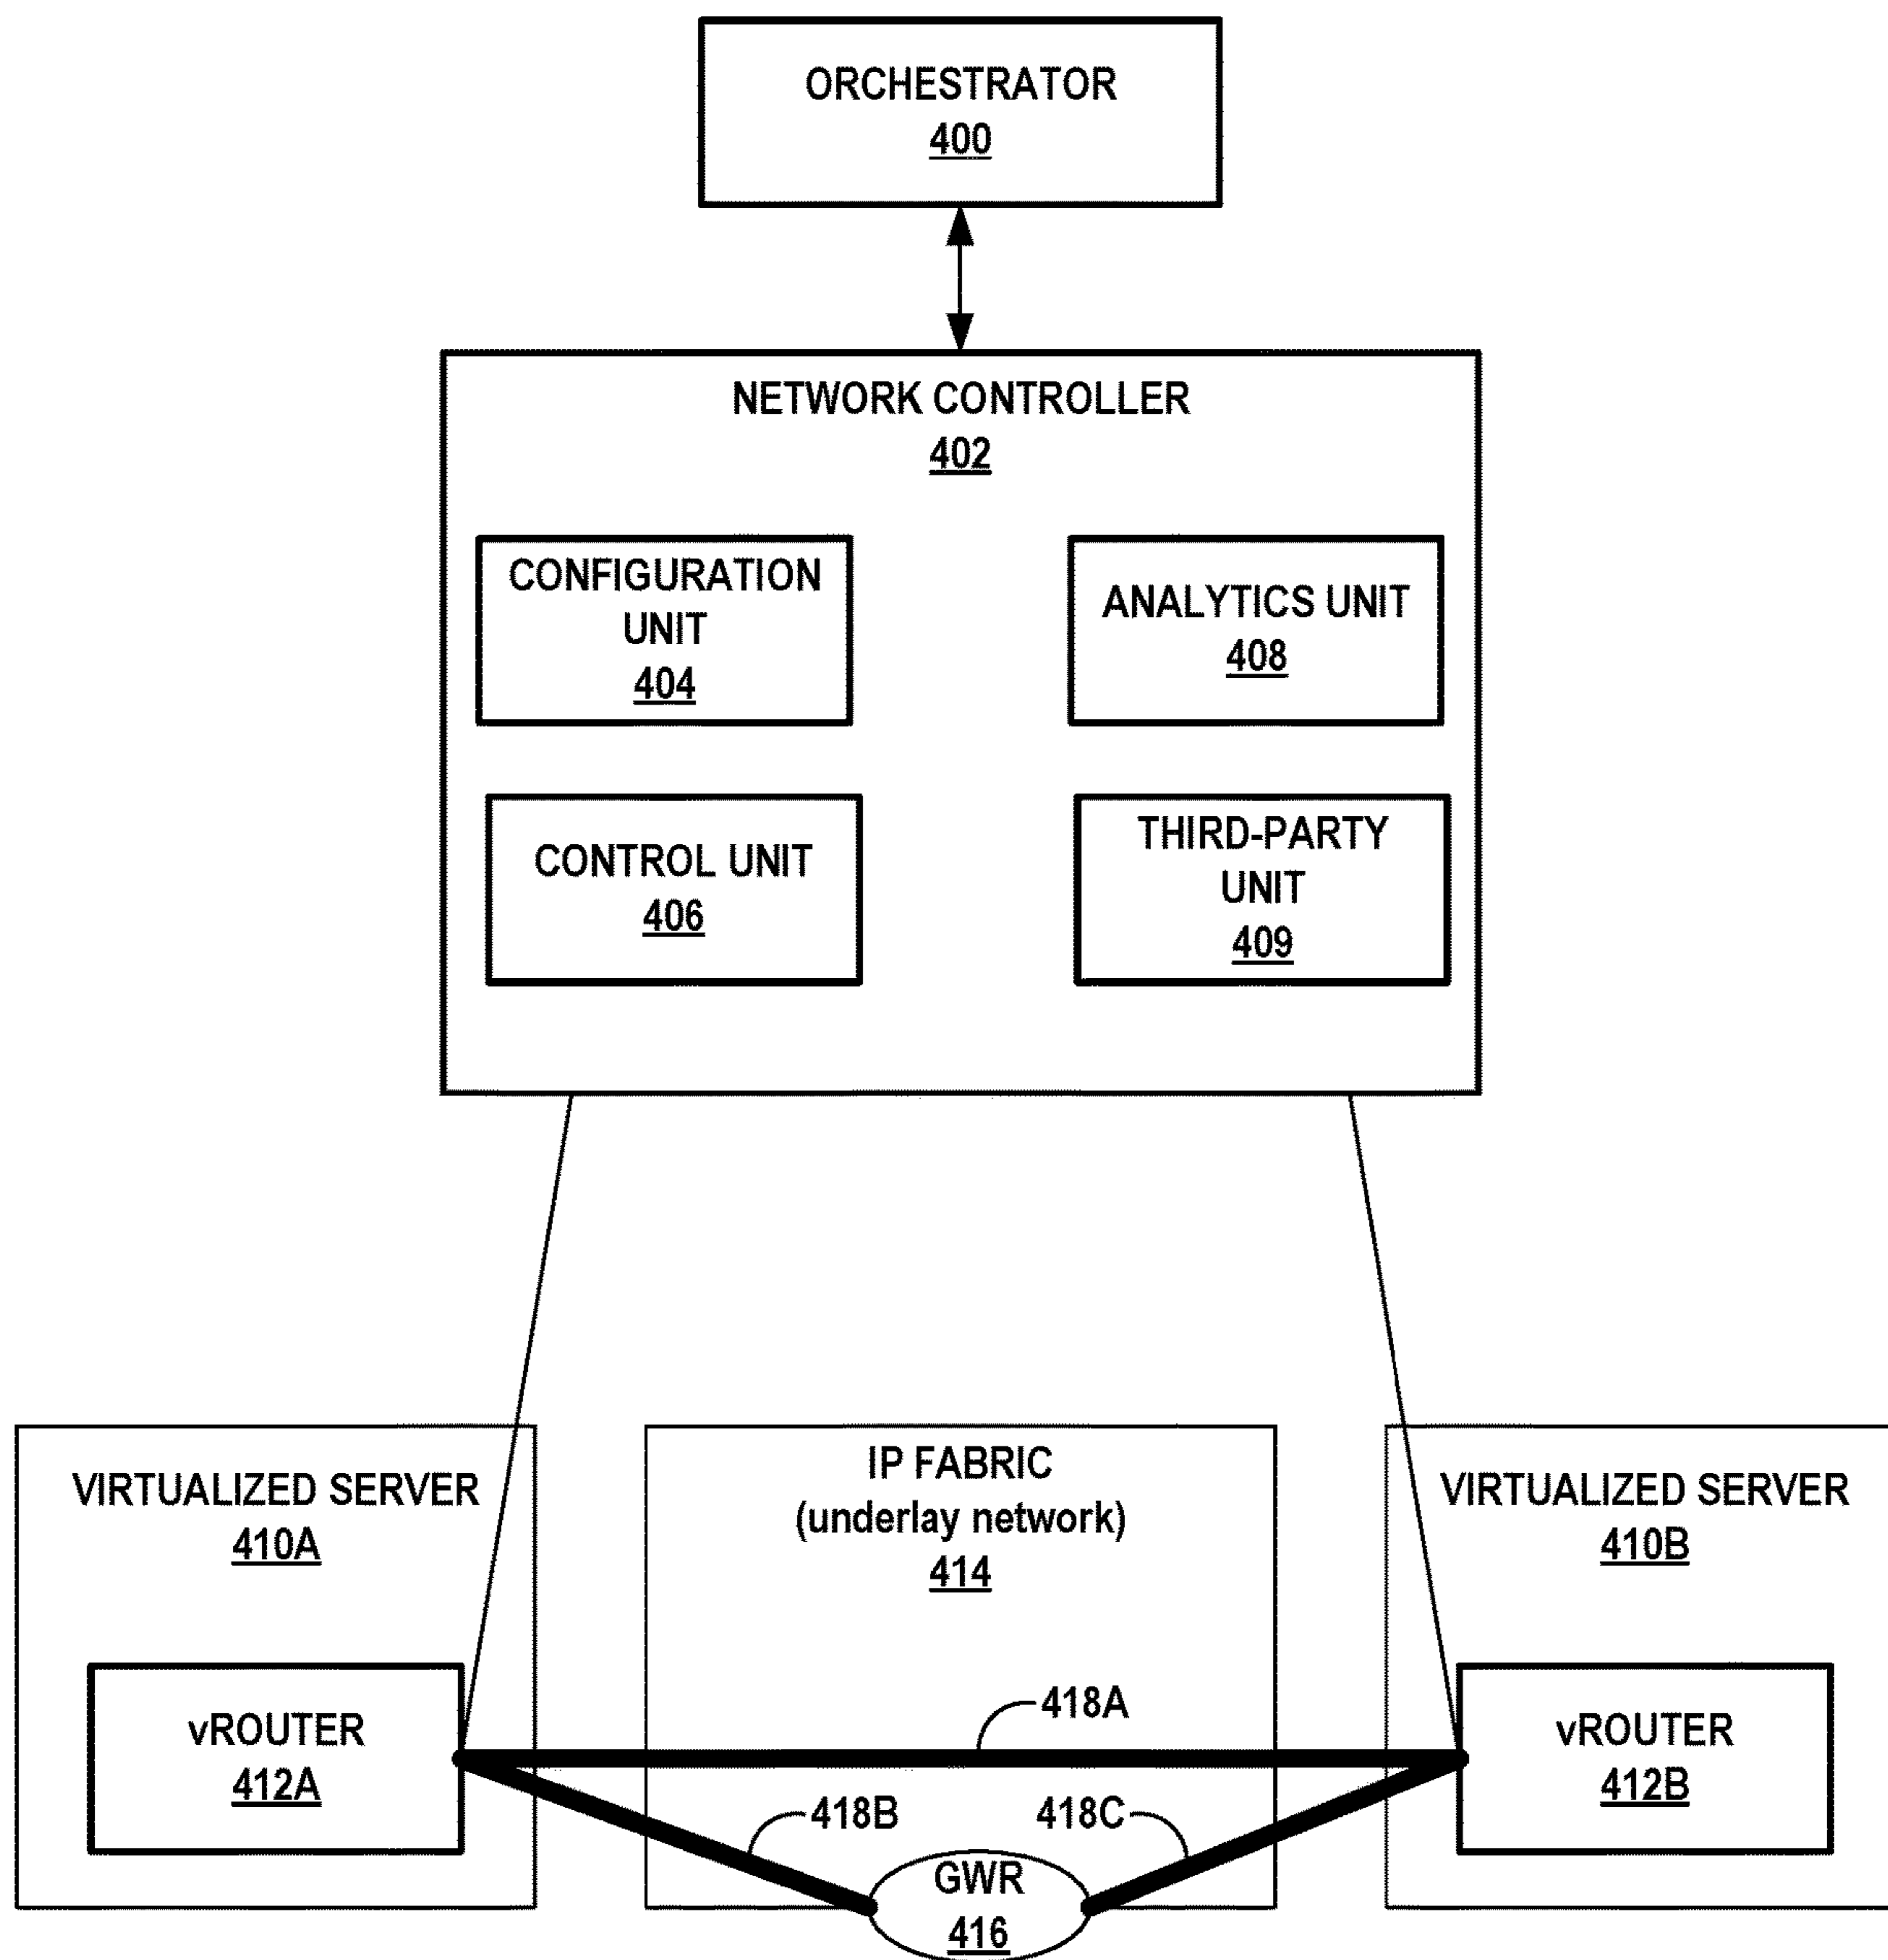 ORCHESTRATOR
400
NETWORK CONTROLLER
402
CONFIGURATION
UNIT
404
ANALYTICS UNIT
408
CONTROL UNIT
406
THIRD-PARTY
UNIT
409
VIRTUALIZED SERVER
410A
IP FABRIC
(underlay network)
414
VIRTUALIZED SERVER
410B
vROUTER
412A
418A
vROUTER
412B
418B
418C
GWR
416